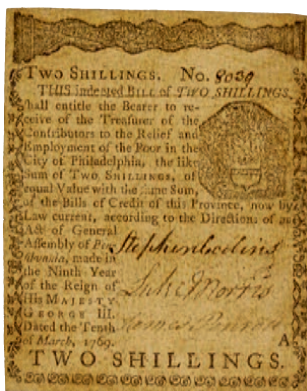 TWO SHILLINGS. No. 8039
THIS indented BILL of TWO SHILLINGS,
shall entitle the Bearer to re-
ceive of the Treasurer of the
Contributors to the Relief and
Employment of the Poor in the
City of Philadelphia, the like
Sum of TWO SHILLINGS, of
equal Value with the same Sum,
of the Bills of Credit of this Province, now by
Law current, according to the Directions of an
Act of General
Assembly of Penn-
sylvania, made in Stephen Collins
the Ninth Year
of the Reign of Luke Morris
His MAJESTY
GEORGE III.
Dated the Tenth
of March, 1769. A
TWO SHILLINGS.